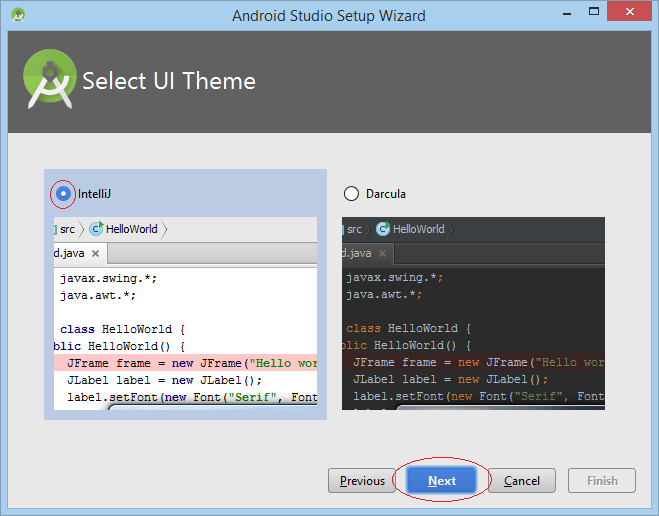 Android Studio Setup Wizard
Select UI Theme
IntelliJ
src HelloWorld
d.java
javax.swing.*;
java.awt.*;
class HelloWorld {
blic HelloWorld() {
JFrame frame = new JFrame("Hello wor
JLabel label = new JLabel();
label.setFont(new Font("Serif", Font
Darcula
src HelloWorld
d.java
javax.swing.*;
java.awt.*;
class HelloWorld {
blic HelloWorld() {
JFrame frame = new JFrame("Hello wor
JLabel label = new JLabel();
label.setFont(new Font("Serif", Font
Previous Next Cancel Finish